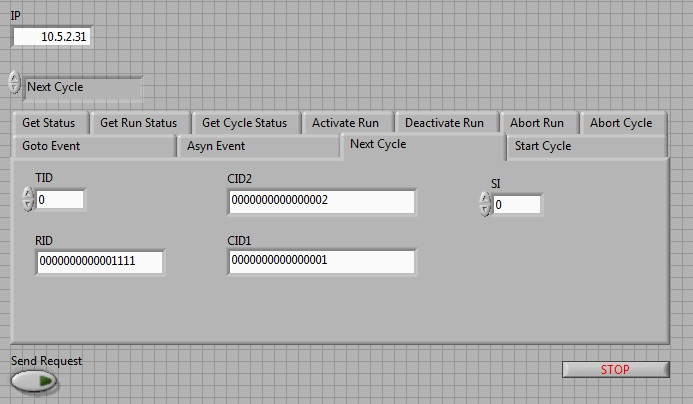 IP
10.5.2.31
Next Cycle
Get Status Get Run Status Get Cycle Status Activate Run Deactivate Run Abort Run Abort Cycle
Goto Event Asyn Event Next Cycle Start Cycle
TID CID2 SI
0 0000000000000002 0
RID CID1
0000000000001111 0000000000000001
Send Request
STOP